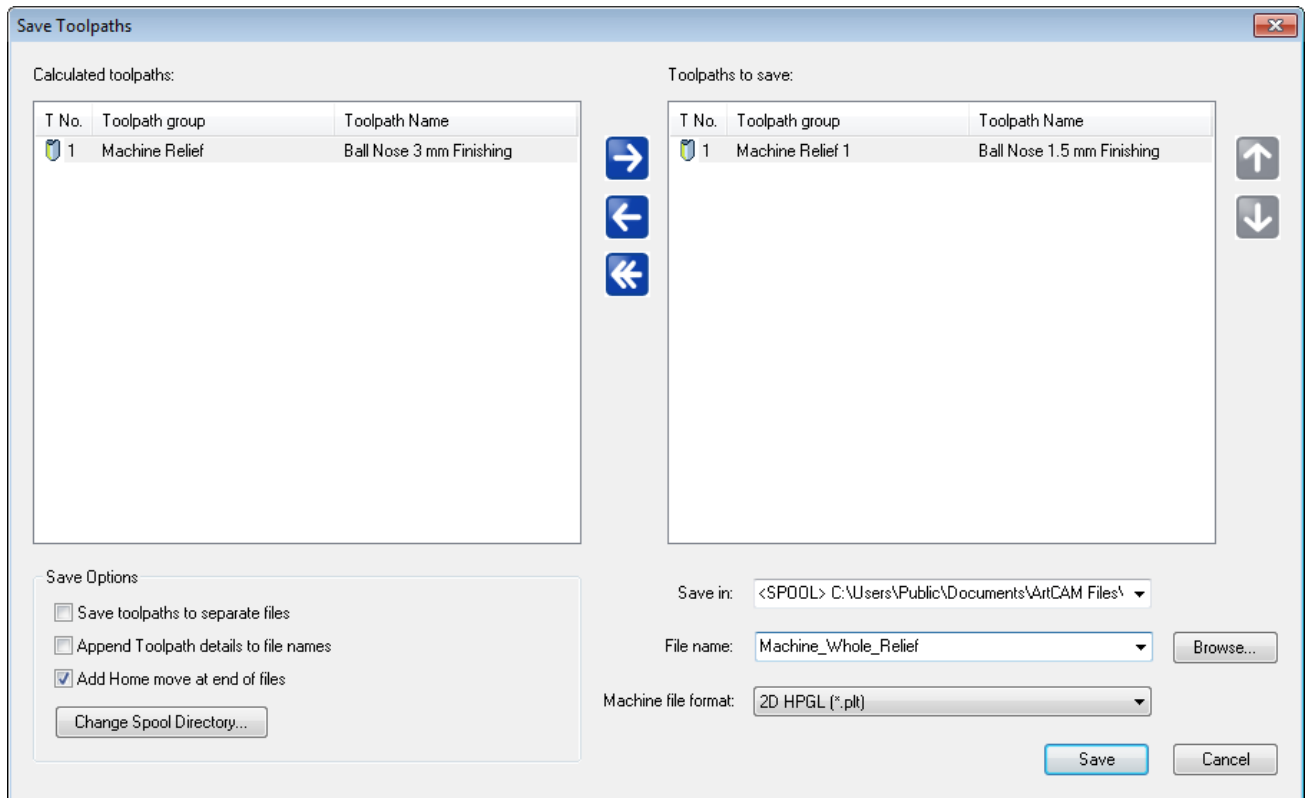 Save Toolpaths
Calculated toolpaths:
T No. Toolpath group Toolpath Name
1 Machine Relief Ball Nose 3 mm Finishing
Toolpaths to save:
T No. Toolpath group Toolpath Name
1 Machine Relief 1 Ball Nose 1.5 mm Finishing
Save Options
Save toolpaths to separate files
Append Toolpath details to file names
Add Home move at end of files
Change Spool Directory...
Save in: <SPOOL> C:\Users\Public\Documents\ArtCAM Files\
File name: Machine_Whole_Relief Browse...
Machine file format: 2D HPGL (*.plt)
Save Cancel